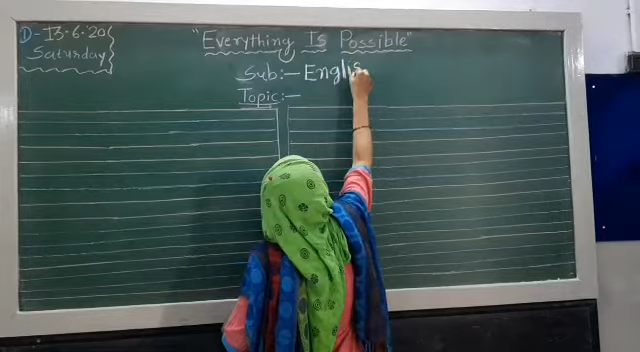 D-13-6-20
Saturday
"Everything Is Possible"
Sub:- Englis
Topic:-